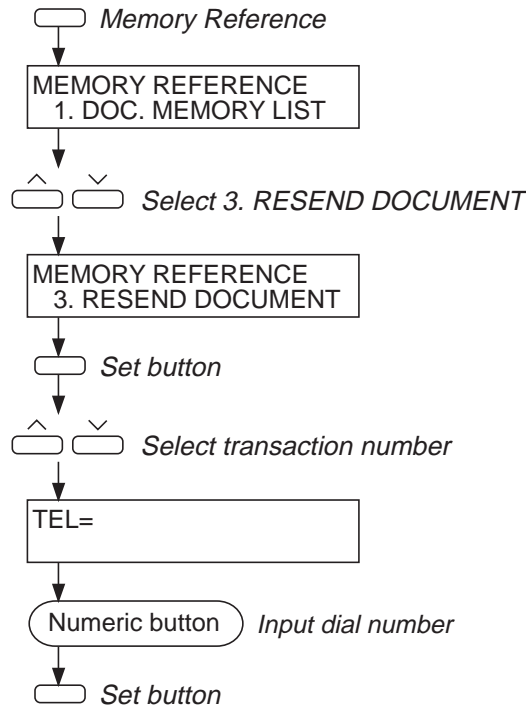 Memory Reference
MEMORY REFERENCE
1. DOC. MEMORY LIST
Select 3. RESEND DOCUMENT
MEMORY REFERENCE
3. RESEND DOCUMENT
Set button
Select transaction number
TEL=
Numeric button Input dial number
Set button